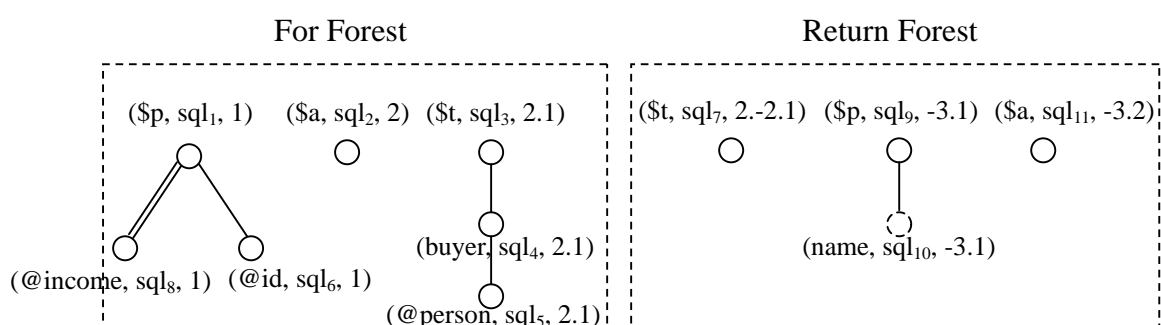 For Forest
Return Forest
($p, sql₁, 1) ($a, sql₂, 2) ($t, sql₃, 2.1)
($t, sql₇, 2.-2.1) ($p, sql₉, -3.1) ($a, sql₁₁, -3.2)
(buyer, sql₄, 2.1)
(name, sql₁₀, -3.1)
(@income, sql₈, 1) (@id, sql₆, 1)
(@person, sql₅, 2.1)